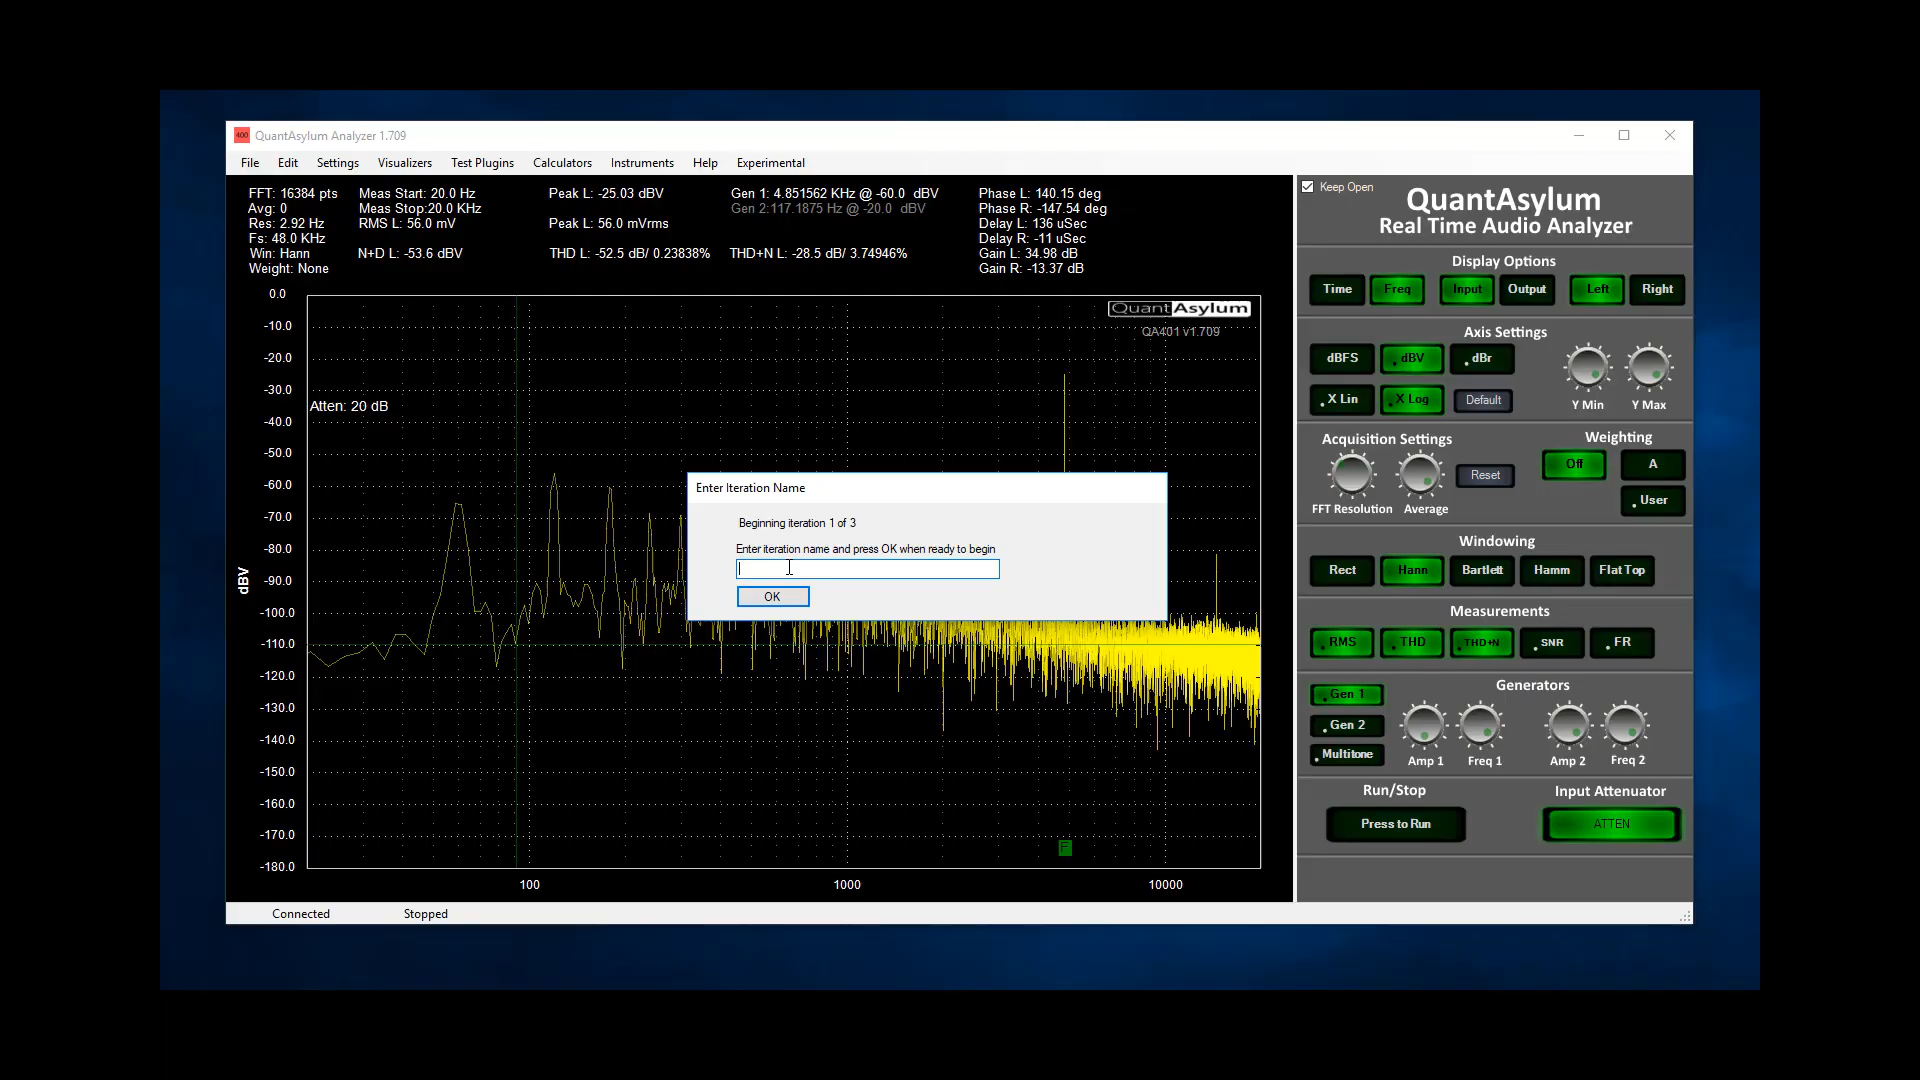 400 QuantAsylum Analyzer 1.709
File Edit Settings Visualizers Test Plugins Calculators Instruments Help Experimental
FFT: 16384 pts Meas Start: 20.0 Hz Peak L: -25.03 dBV Gen 1: 4.851562 KHz @ -60.0 dBV Phase L: 140.15 deg
Avg: 0 Meas Stop:20.0 KHz Gen 2:117.1875 Hz @ -20.0 dBV Phase R: -147.54 deg
Res: 2.92 Hz RMS L: 56.0 mV Peak L: 56.0 mVrms Delay L: 136 uSec
Fs: 48.0 KHz Delay R: -11 uSec
Win: Hann N+D L: -53.6 dBV THD L: -52.5 dB/ 0.23838% THD+N L: -28.5 dB/ 3.74946% Gain L: 34.98 dB
Weight: None Gain R: -13.37 dB
0.0
-10.0
-20.0
-30.0
-40.0
-50.0
-60.0
-70.0
-80.0
-90.0
-100.0
-110.0
-120.0
-130.0
-140.0
-150.0
-160.0
-170.0
-180.0
dBV
Atten: 20 dB
QuantAsylum
QA401 v1.709
F
100 1000 10000
Enter Iteration Name
Beginning iteration 1 of 3
Enter iteration name and press OK when ready to begin
OK
Keep Open
QuantAsylum
Real Time Audio Analyzer
Display Options
Time Freq Input Output Left Right
Axis Settings
dBFS dBV dBr
X Lin X Log Default
Y Min Y Max
Acquisition Settings Weighting
Reset Off A
User
FFT Resolution Average
Windowing
Rect Hann Bartlett Hamm Flat Top
Measurements
RMS THD THD+N SNR FR
Generators
Gen 1
Gen 2
Multitone
Amp 1 Freq 1 Amp 2 Freq 2
Run/Stop Input Attenuator
Press to Run ATTEN
Connected Stopped